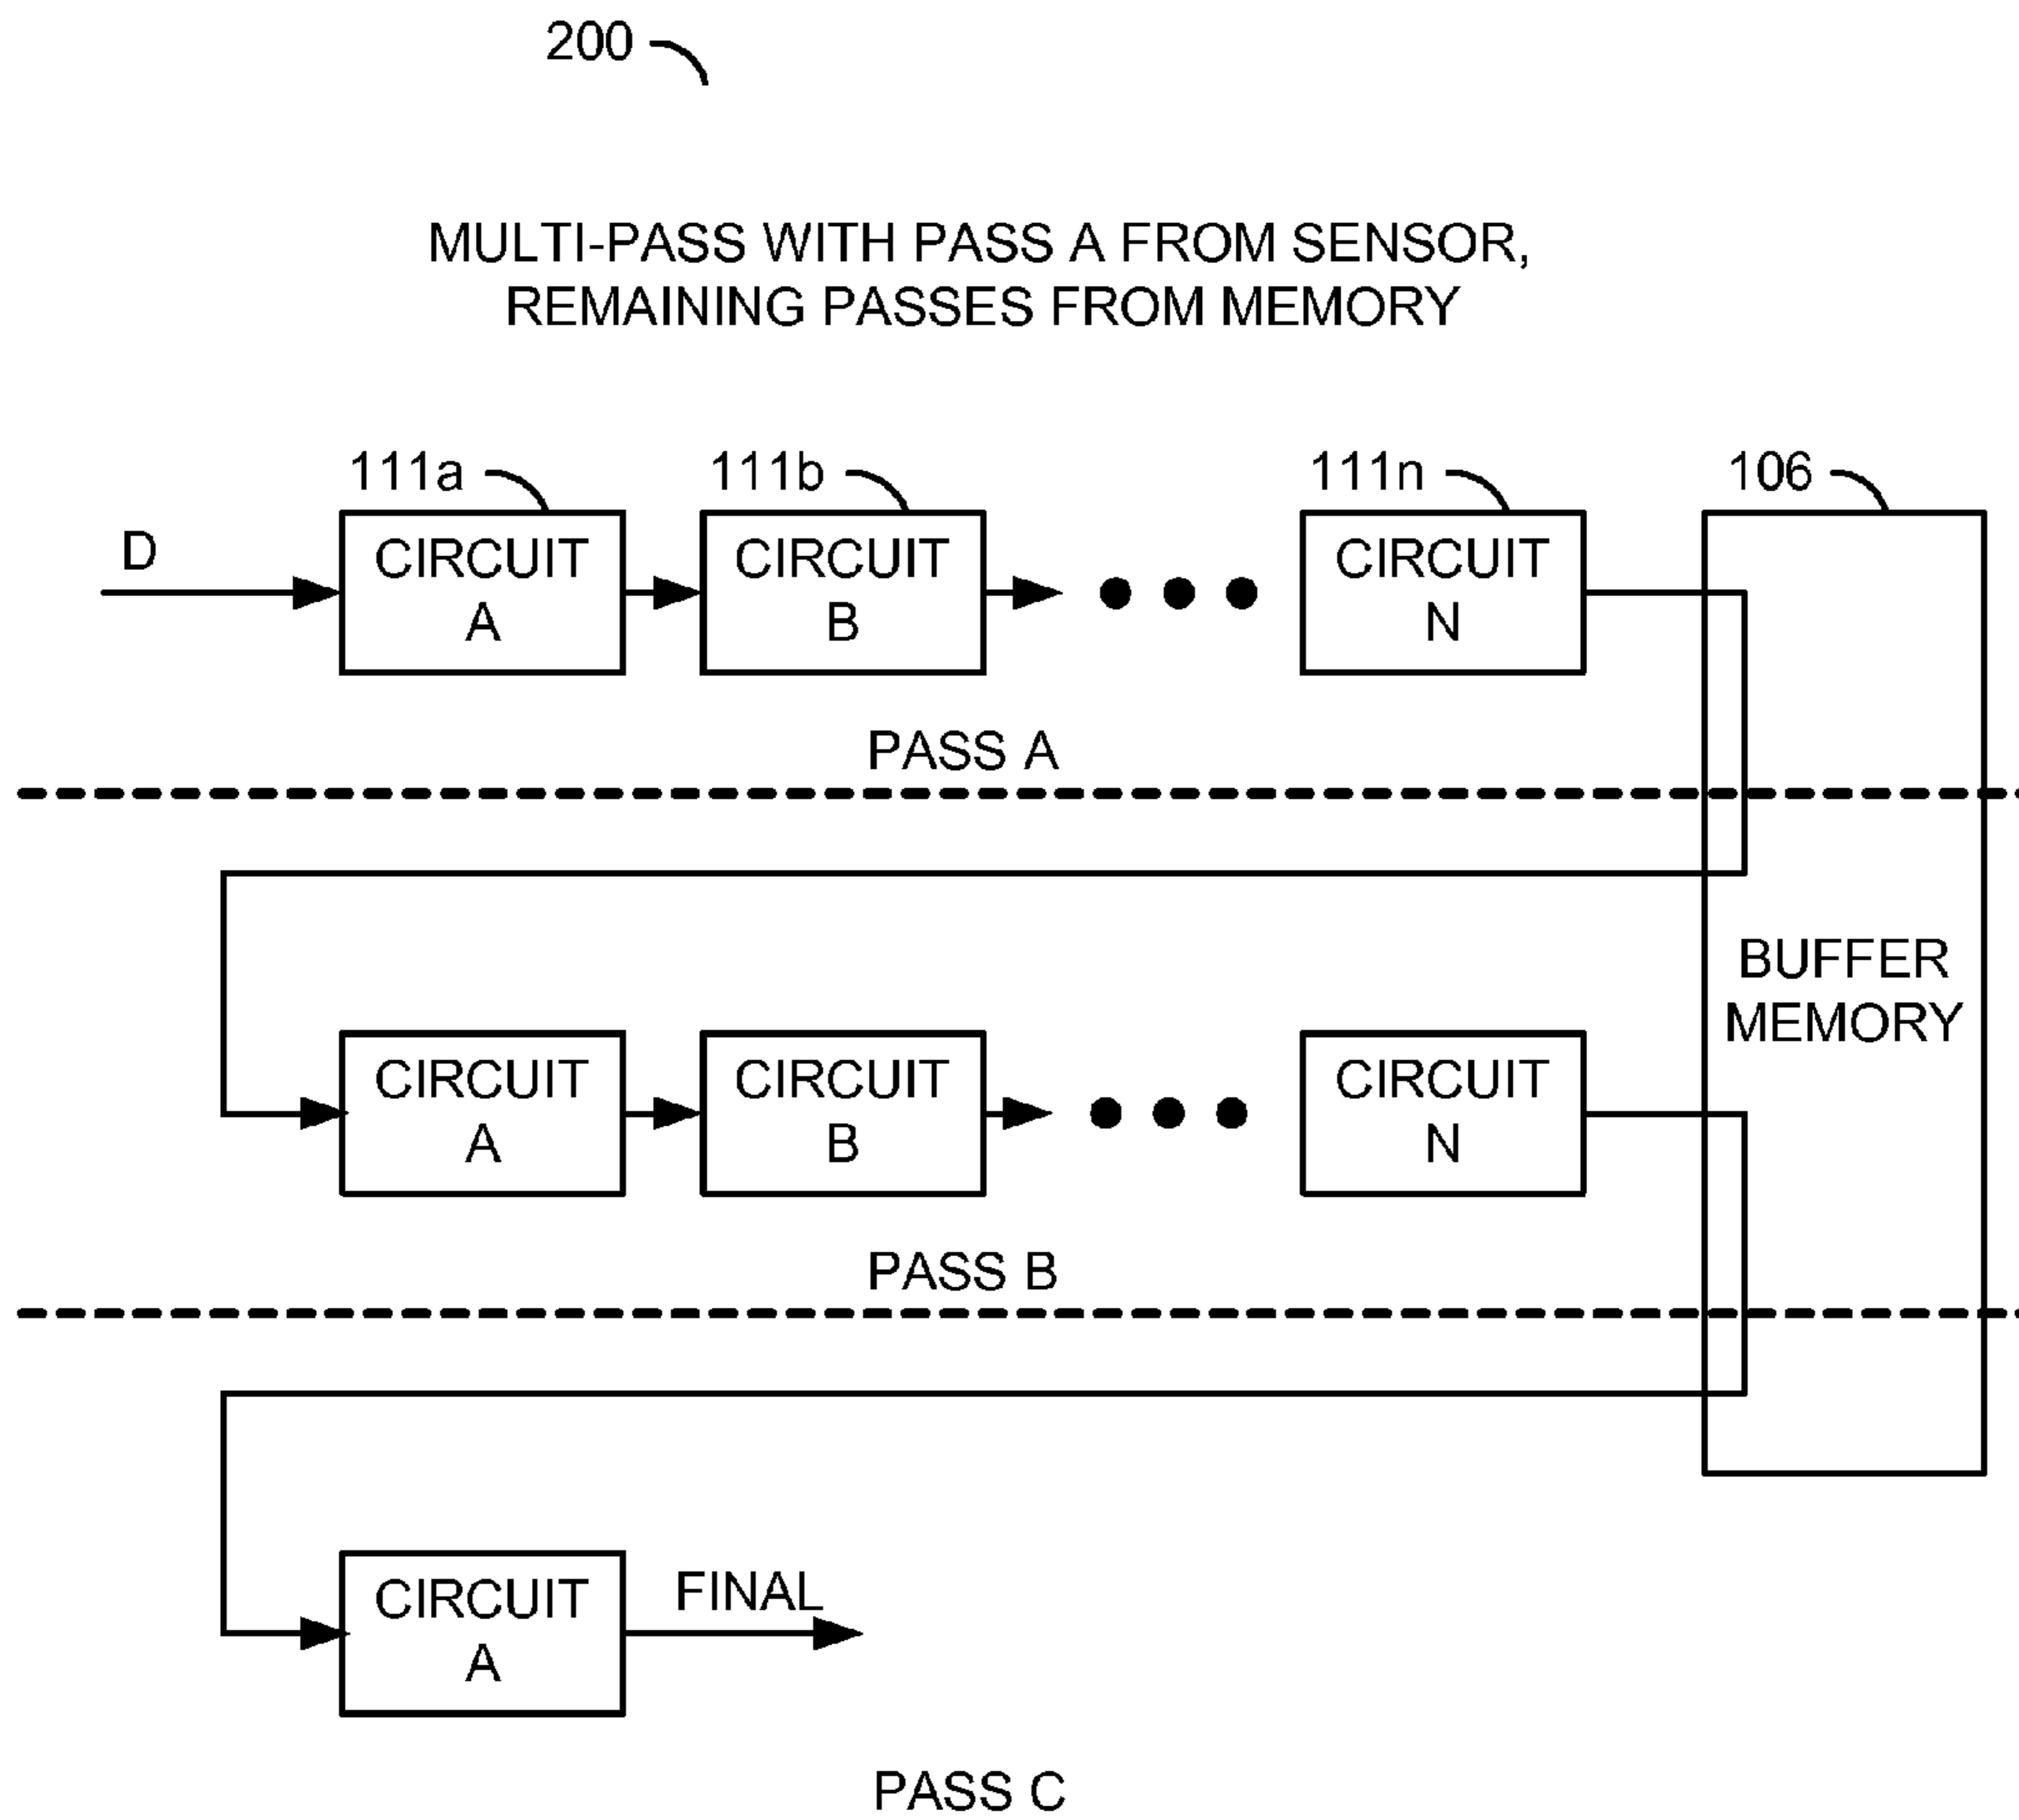 200
MULTI-PASS WITH PASS A FROM SENSOR,
REMAINING PASSES FROM MEMORY
111a
111b
111n
106
D
CIRCUIT
A
CIRCUIT
B
CIRCUIT
N
PASS A
BUFFER
MEMORY
CIRCUIT
A
CIRCUIT
B
CIRCUIT
N
PASS B
CIRCUIT
A
FINAL
PASS C